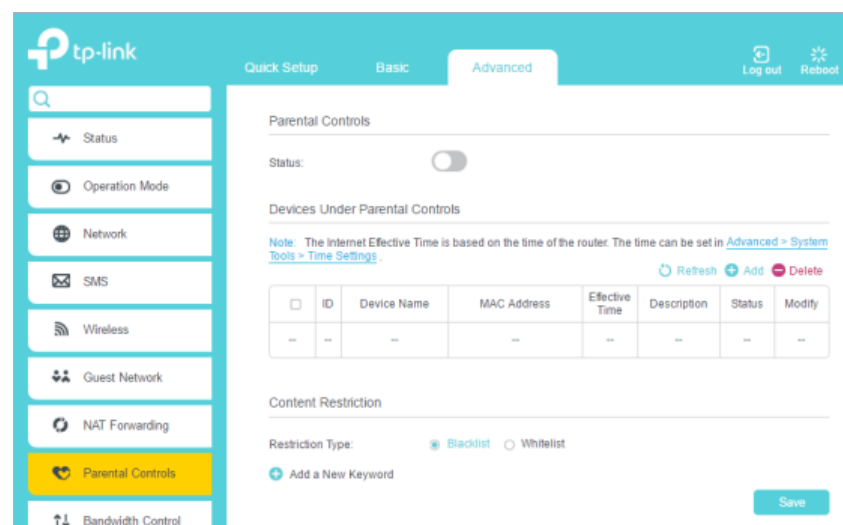 tp-link
Quick Setup Basic Advanced Log out Reboot
Status
Operation Mode
Network
SMS
Wireless
Guest Network
NAT Forwarding
Parental Controls
Bandwidth Control
Parental Controls
Status:
Devices Under Parental Controls
Note: The Internet Effective Time is based on the time of the router. The time can be set in Advanced > System
Tools > Time Settings .
Refresh Add Delete
ID Device Name MAC Address Effective Time Description Status Modify
-- -- -- -- -- -- -- --
Content Restriction
Restriction Type: Blacklist Whitelist
Add a New Keyword
Save